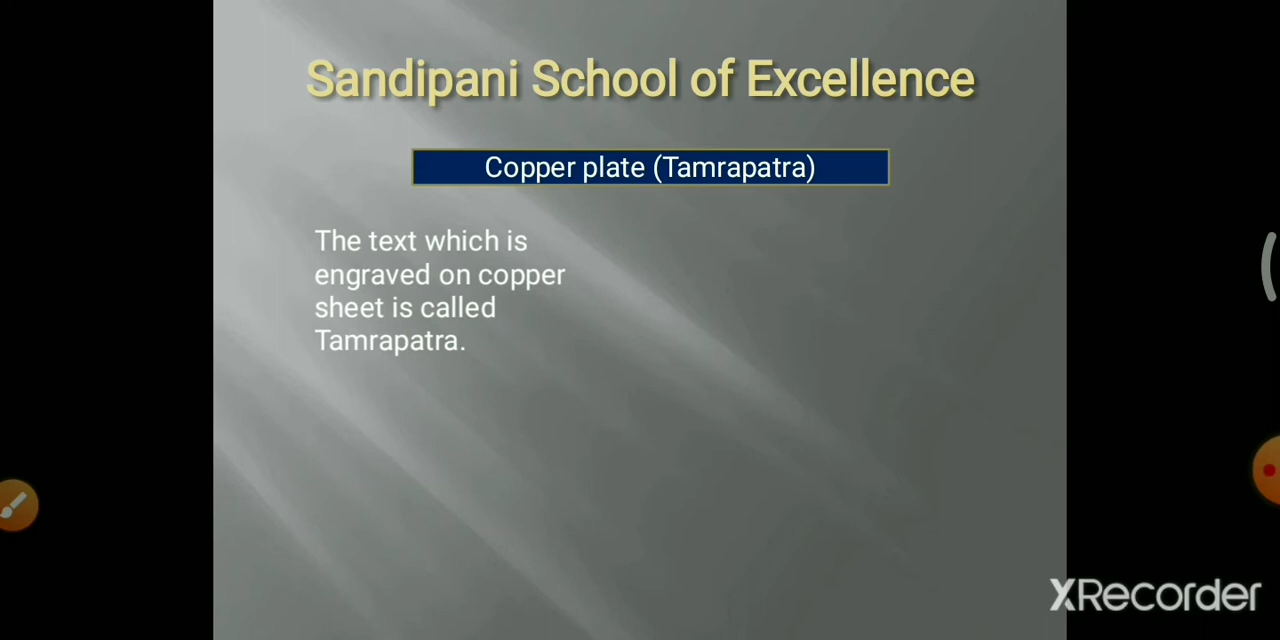 Sandipani School of Excellence
Copper plate (Tamrapatra)
The text which is
engraved on copper
sheet is called
Tamrapatra.
XRecorder